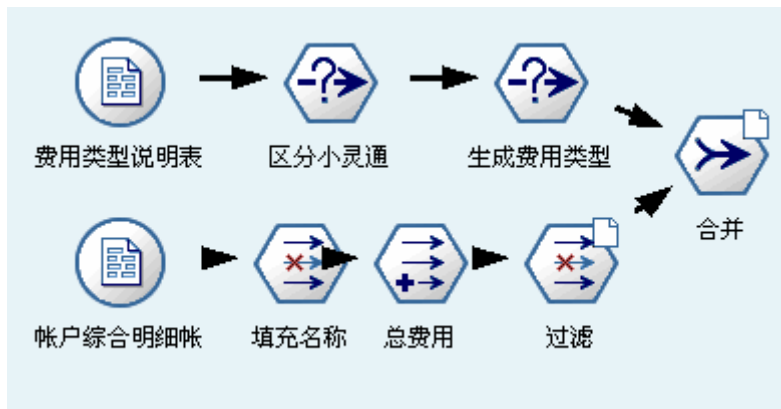 费用类型说明表
区分小灵通
生成费用类型
合并
帐户综合明细帐
填充名称
总费用
过滤